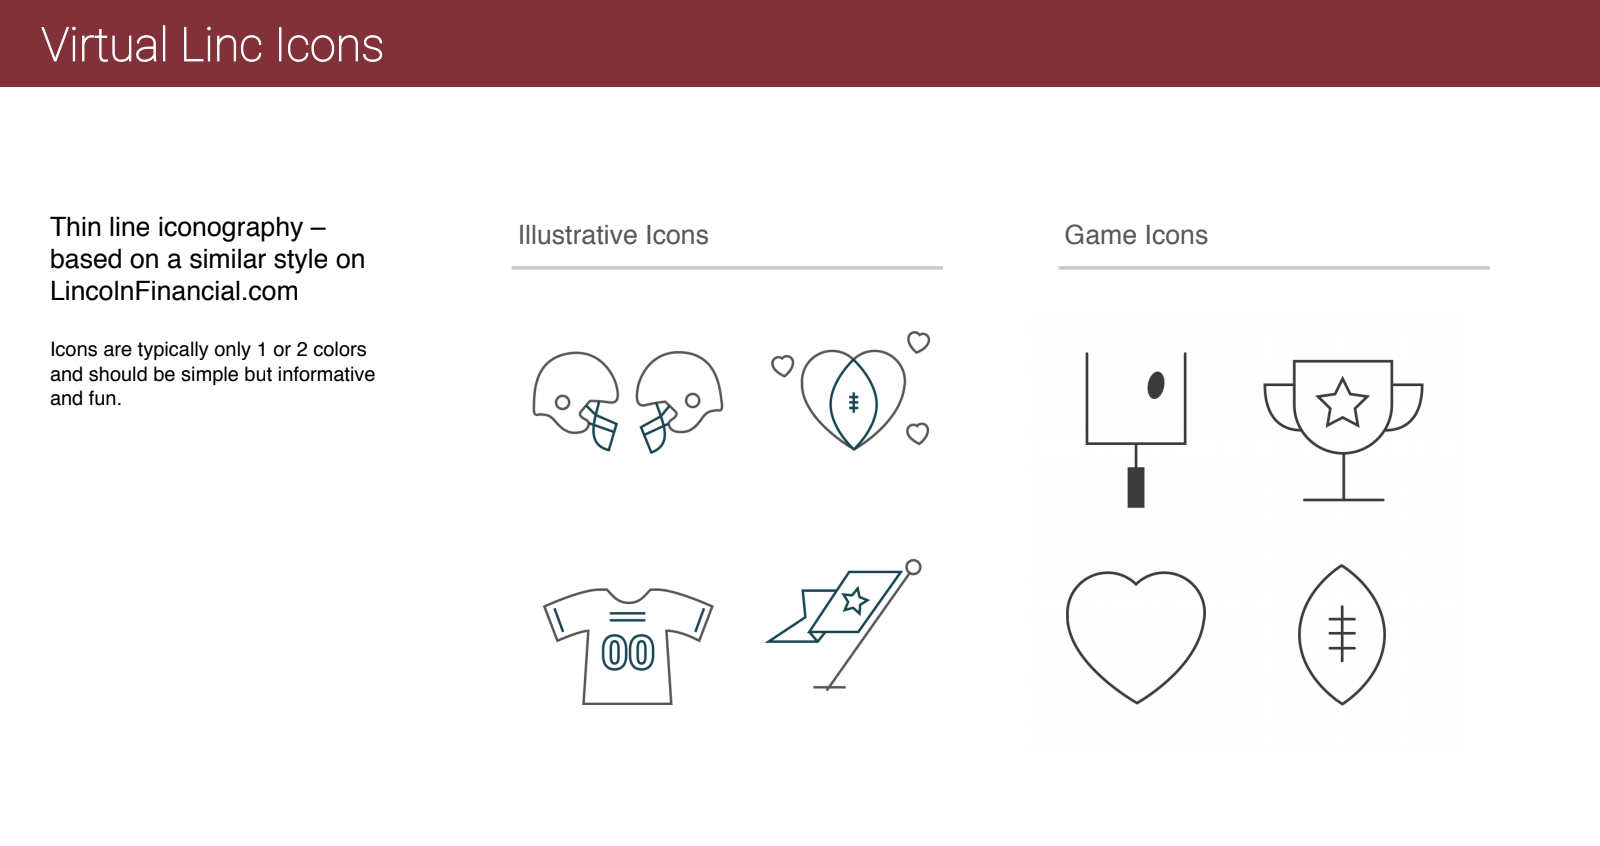 Virtual Linc Icons
Thin line iconography –
based on a similar style on
LincolnFinancial.com
Icons are typically only 1 or 2 colors
and should be simple but informative
and fun.
Illustrative Icons
00
Game Icons